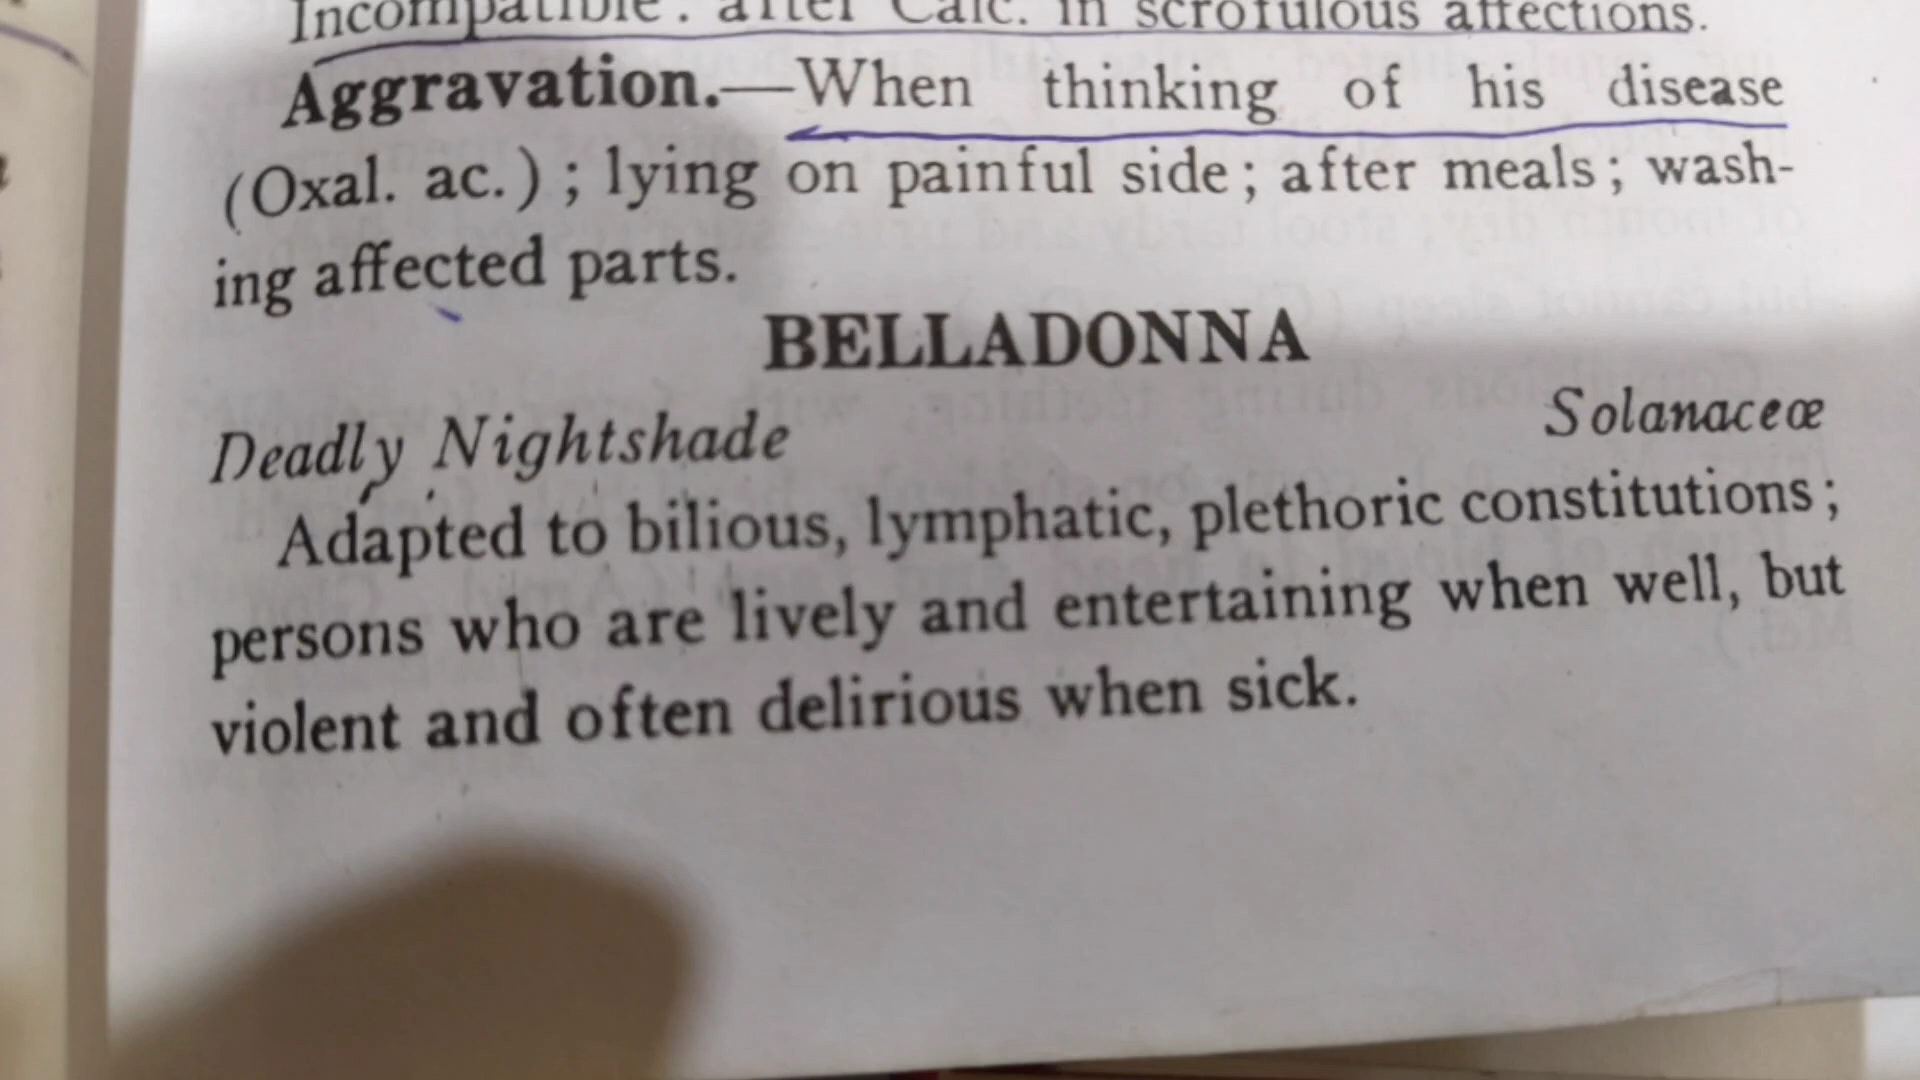 Incompatible: after Calc. in scrofulous affections.
Aggravation.—When thinking of his disease
(Oxal. ac.) ; lying on painful side ; after meals ; wash-
ing affected parts.
BELLADONNA
Deadly Nightshade Solanaceœ
Adapted to bilious, lymphatic, plethoric constitutions ;
persons who are lively and entertaining when well, but
violent and often delirious when sick.